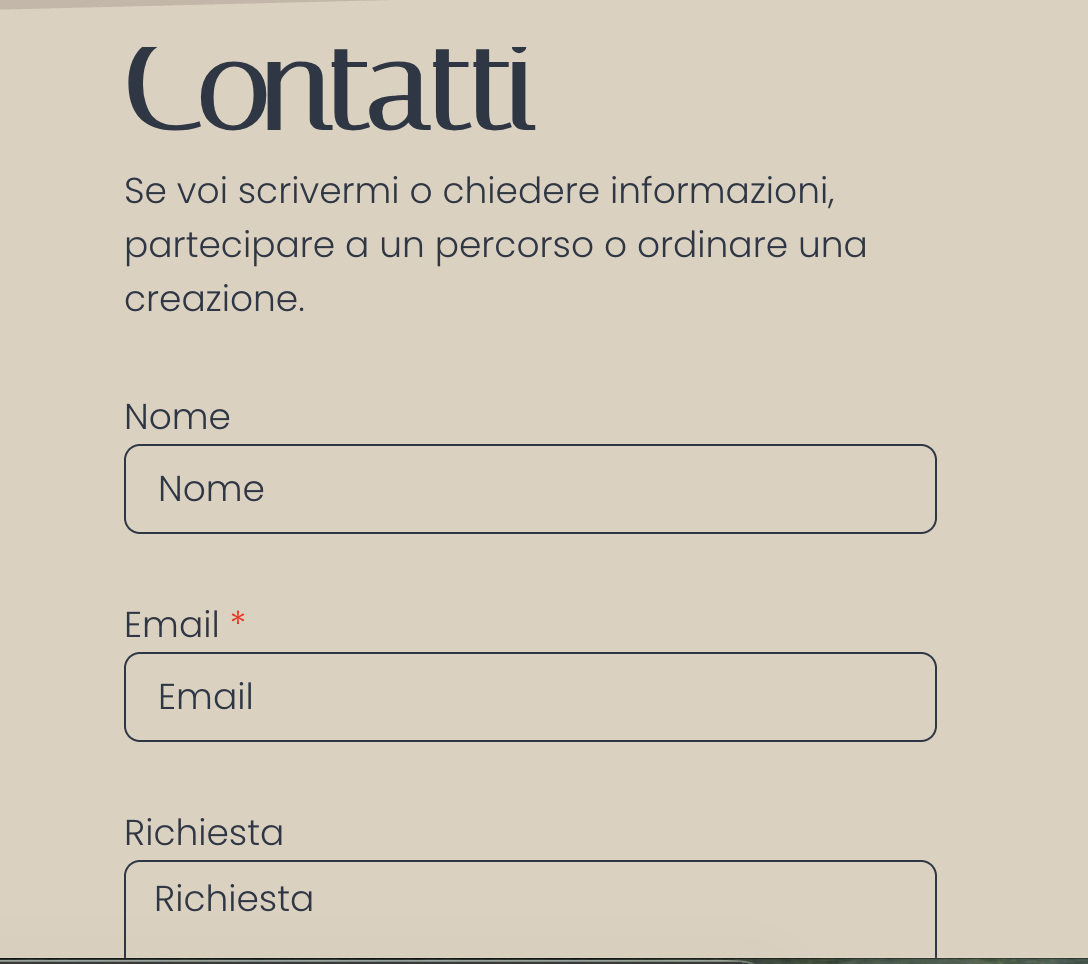 Contatti
Se voi scrivermi o chiedere informazioni,
partecipare a un percorso o ordinare una
creazione.
Nome
Nome
Email *
Email
Richiesta
Richiesta